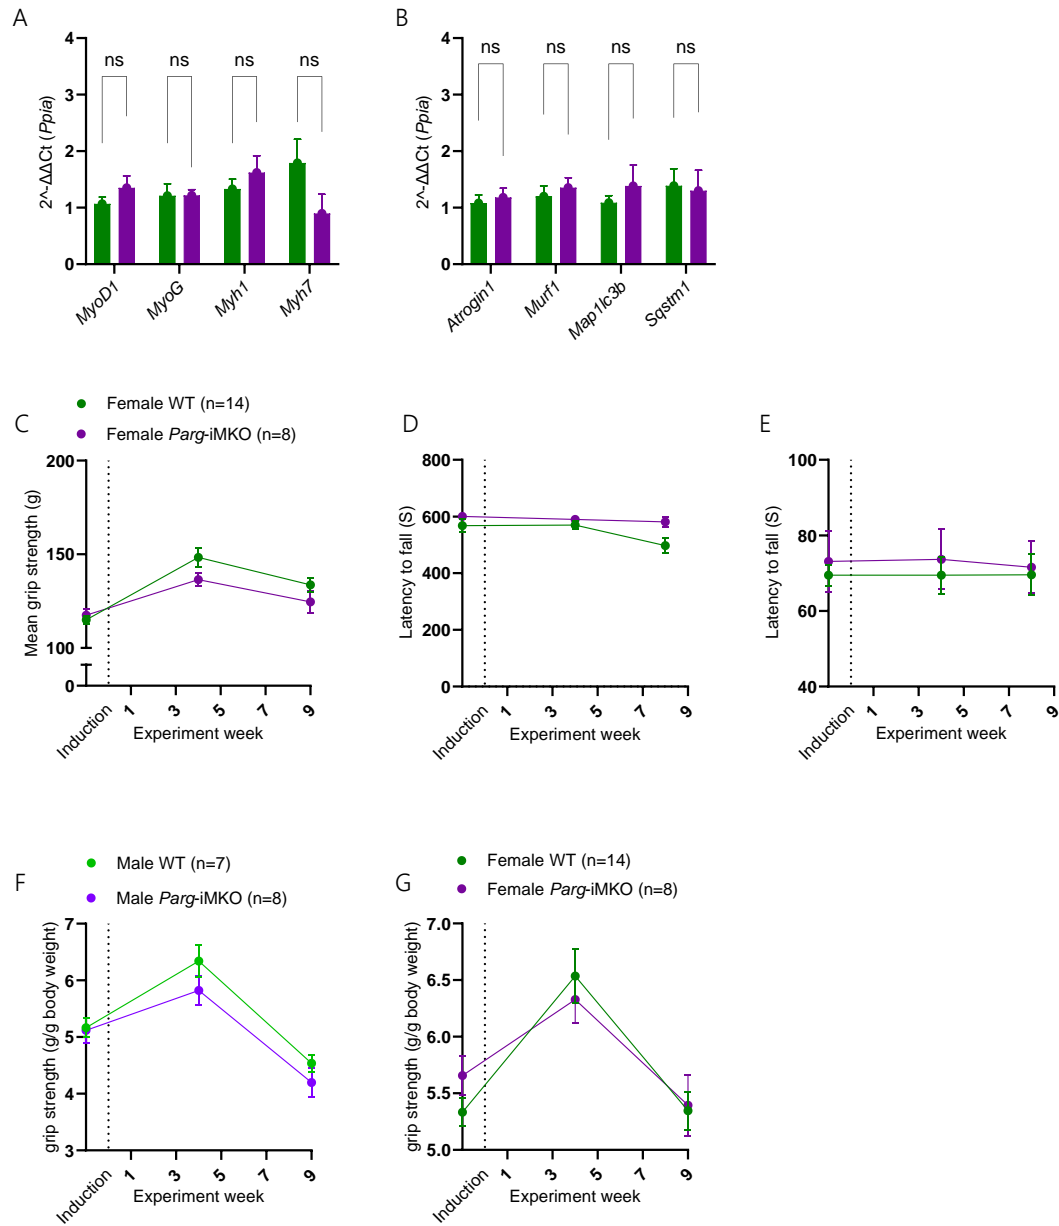 A
2^-ΔΔCt (Ppia)
4
3
2
1
0
ns
ns
ns
ns
MyoD1
MyoG
Myh1
Myh7
B
2^-ΔΔCt (Ppia)
4
3
2
1
0
ns
ns
ns
ns
Atrogin1
Murf1
Map1lc3b
Sqstm1
Female WT (n=14)
Female Parg-iMKO (n=8)
C
Mean grip strength (g)
200
150
100
0
Induction
1
3
5
7
9
Experiment week
D
Latency to fall (S)
800
600
400
200
0
Induction
1
3
5
7
9
Experiment week
E
Latency to fall (S)
100
80
60
40
Induction
1
3
5
7
9
Experiment week
Male WT (n=7)
Male Parg-iMKO (n=8)
F
grip strength (g/g body weight)
7
6
5
4
3
Induction
1
3
5
7
9
Experiment week
Female WT (n=14)
Female Parg-iMKO (n=8)
G
grip strength (g/g body weight)
7.0
6.5
6.0
5.5
5.0
Induction
1
3
5
7
9
Experiment week